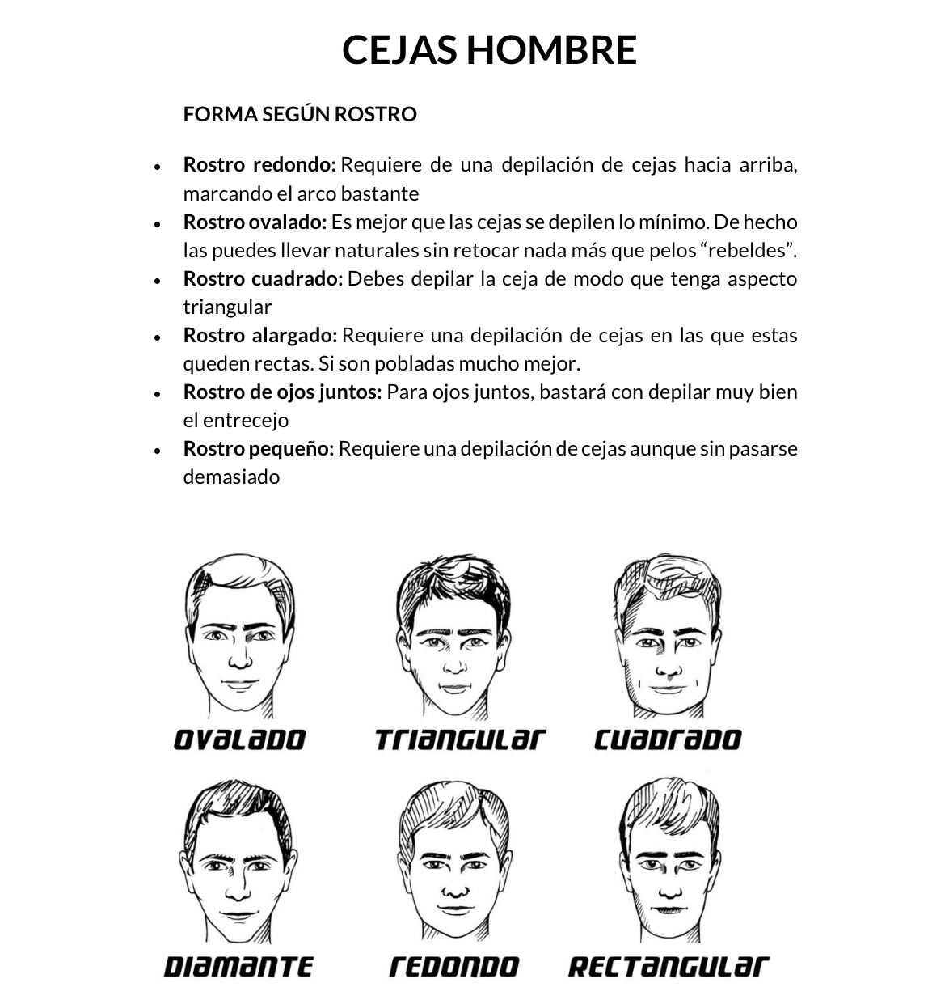 CEJAS HOMBRE
FORMA SEGÚN ROSTRO
• Rostro redondo: Requiere de una depilación de cejas hacia arriba,
marcando el arco bastante
• Rostro ovalado: Es mejor que las cejas se depilen lo mínimo. De hecho
las puedes llevar naturales sin retocar nada más que pelos “rebeldes”.
• Rostro cuadrado: Debes depilar la ceja de modo que tenga aspecto
triangular
• Rostro alargado: Requiere una depilación de cejas en las que estas
queden rectas. Si son pobladas mucho mejor.
• Rostro de ojos juntos: Para ojos juntos, bastará con depilar muy bien
el entrecejo
• Rostro pequeño: Requiere una depilación de cejas aunque sin pasarse
demasiado
OVALADO TRIANGULAR CUADRADO
DIAMANTE REDONDO RECTANGULAR